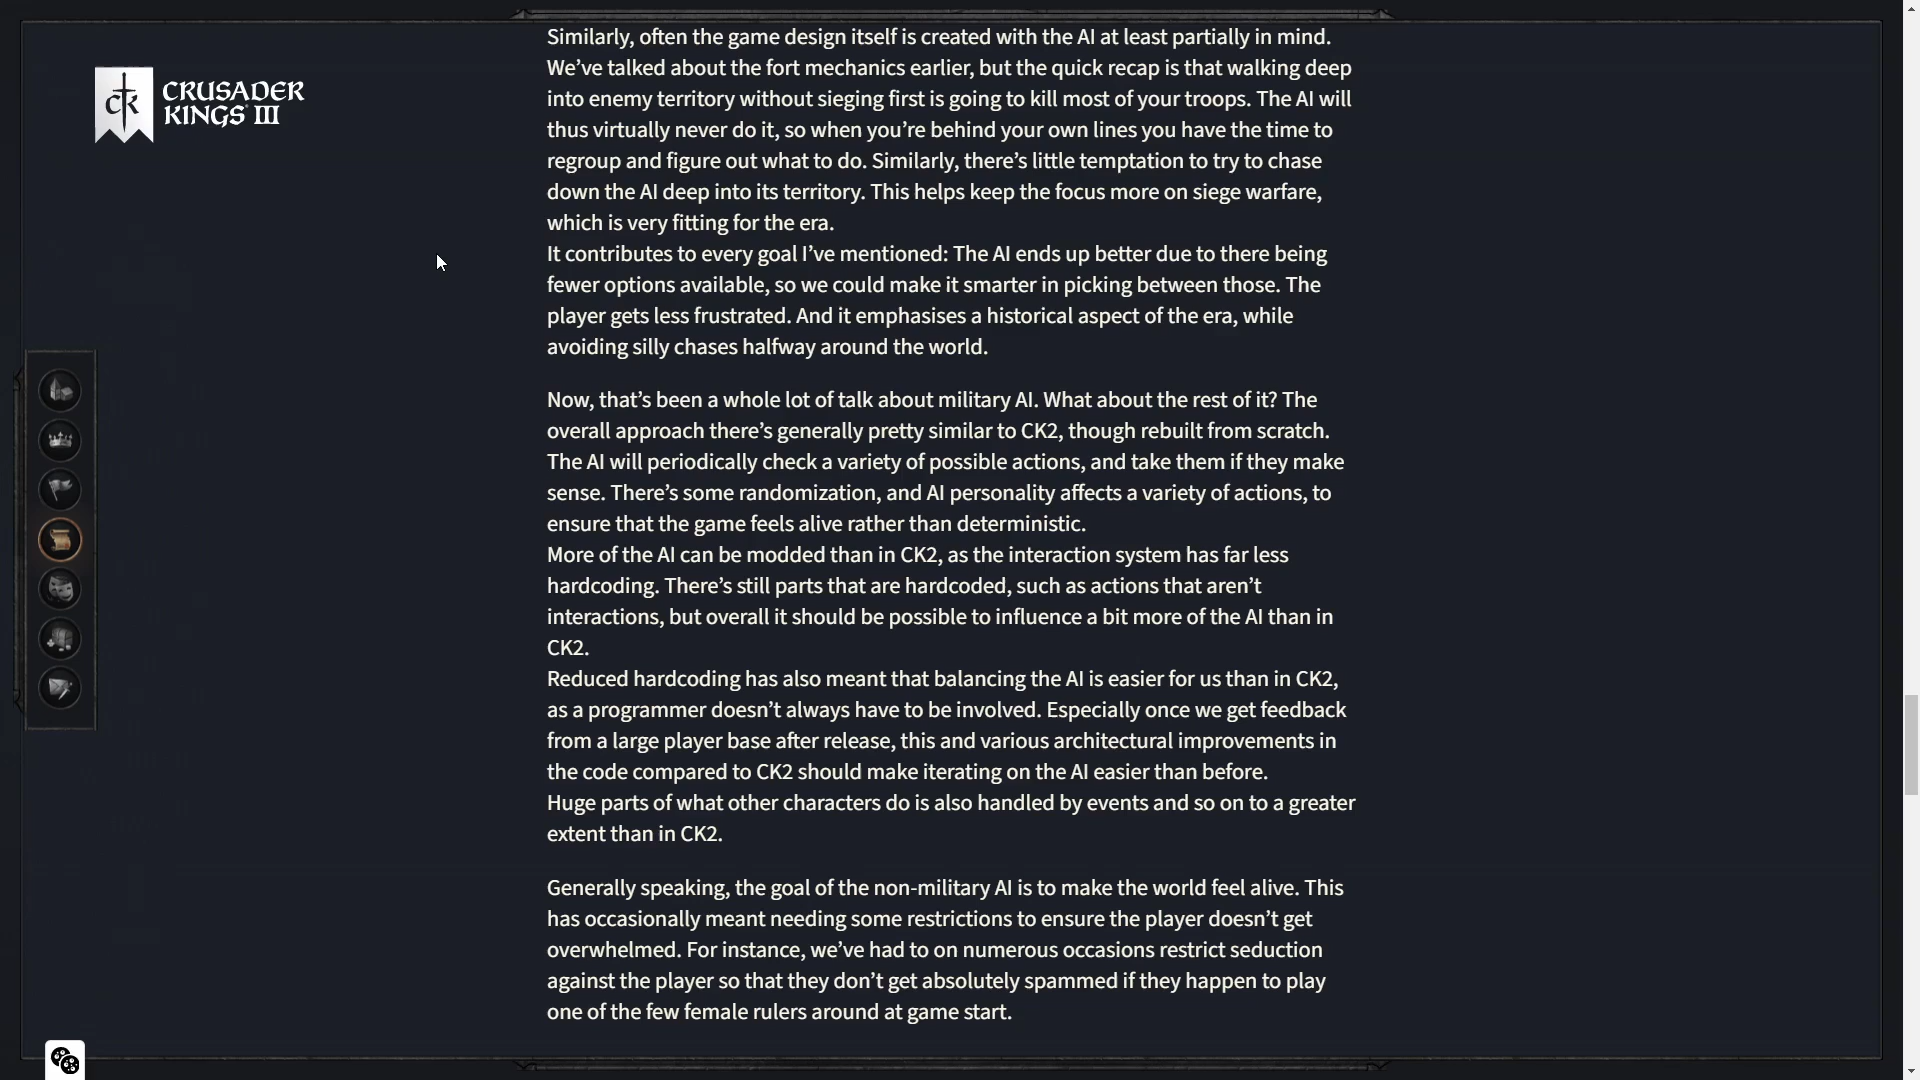 Similarly, often the game design itself is created with the AI at least partially in mind.
We’ve talked about the fort mechanics earlier, but the quick recap is that walking deep
into enemy territory without sieging first is going to kill most of your troops. The AI will
thus virtually never do it, so when you’re behind your own lines you have the time to
regroup and figure out what to do. Similarly, there’s little temptation to try to chase
down the AI deep into its territory. This helps keep the focus more on siege warfare,
which is very fitting for the era.
It contributes to every goal I’ve mentioned: The AI ends up better due to there being
fewer options available, so we could make it smarter in picking between those. The
player gets less frustrated. And it emphasises a historical aspect of the era, while
avoiding silly chases halfway around the world.
Now, that’s been a whole lot of talk about military AI. What about the rest of it? The
overall approach there’s generally pretty similar to CK2, though rebuilt from scratch.
The AI will periodically check a variety of possible actions, and take them if they make
sense. There’s some randomization, and AI personality affects a variety of actions, to
ensure that the game feels alive rather than deterministic.
More of the AI can be modded than in CK2, as the interaction system has far less
hardcoding. There’s still parts that are hardcoded, such as actions that aren’t
interactions, but overall it should be possible to influence a bit more of the AI than in
CK2.
Reduced hardcoding has also meant that balancing the AI is easier for us than in CK2,
as a programmer doesn’t always have to be involved. Especially once we get feedback
from a large player base after release, this and various architectural improvements in
the code compared to CK2 should make iterating on the AI easier than before.
Huge parts of what other characters do is also handled by events and so on to a greater
extent than in CK2.
Generally speaking, the goal of the non-military AI is to make the world feel alive. This
has occasionally meant needing some restrictions to ensure the player doesn’t get
overwhelmed. For instance, we’ve had to on numerous occasions restrict seduction
against the player so that they don’t get absolutely spammed if they happen to play
one of the few female rulers around at game start.
CK
CRUSADER
KINGS III